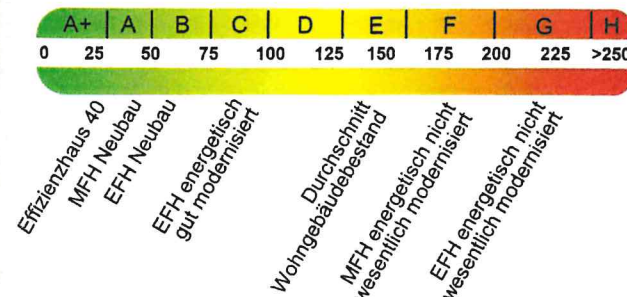 A+ A B C D E F G H
0 25 50 75 100 125 150 175 200 225 >250
Effizienzhaus 40
MFH Neubau
EFH Neubau
EFH energetisch
gut modernisiert
Durchschnitt
Wohngebäudebestand
MFH energetisch nicht
wesentlich modernisiert
EFH energetisch nicht
wesentlich modernisiert